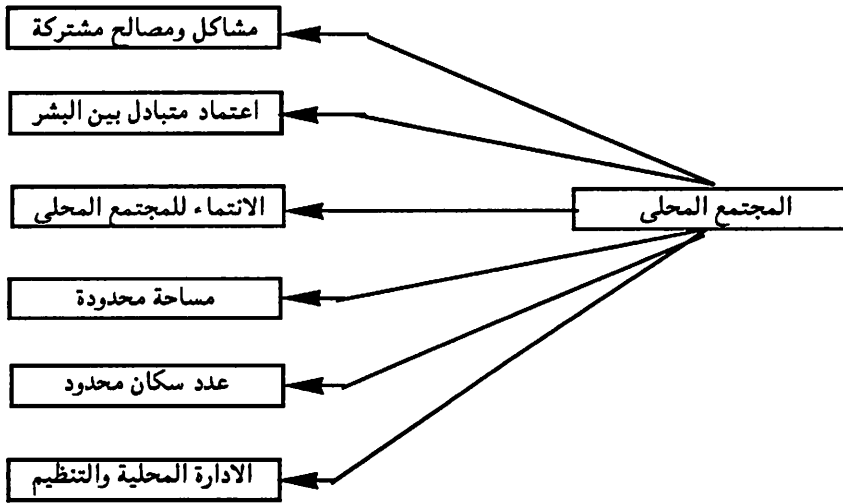 مشاكل ومصالح مشتركة
اعتماد متبادل بين البشر
المجتمع المحلى
الانتماء للمجتمع المحلى
مساحة محدودة
عدد سكان محدود
الادارة المحلية والتنظيم